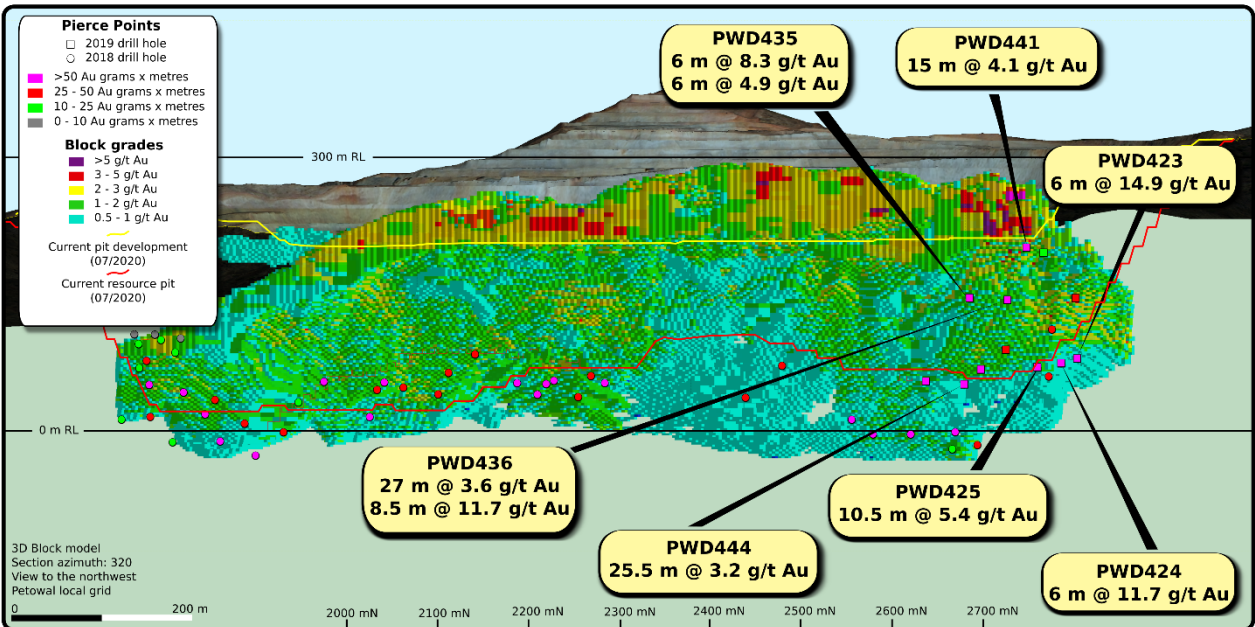 Pierce Points
2019 drill hole
2018 drill hole
>50 Au grams x metres
25 - 50 Au grams x metres
10 - 25 Au grams x metres
0 - 10 Au grams x metres
Block grades
>5 g/t Au
3 - 5 g/t Au
2 - 3 g/t Au
1 - 2 g/t Au
0.5 - 1 g/t Au
Current pit development
(07/2020)
Current resource pit
(07/2020)
PWD435
6 m @ 8.3 g/t Au
6 m @ 4.9 g/t Au
PWD441
15 m @ 4.1 g/t Au
PWD423
6 m @ 14.9 g/t Au
300 m RL
0 m RL
PWD436
27 m @ 3.6 g/t Au
8.5 m @ 11.7 g/t Au
PWD444
25.5 m @ 3.2 g/t Au
PWD425
10.5 m @ 5.4 g/t Au
PWD424
6 m @ 11.7 g/t Au
3D Block model
Section azimuth: 320
View to the northwest
Petowal local grid
0 200 m
2000 mN 2100 mN 2200 mN 2300 mN 2400 mN 2500 mN 2600 mN 2700 mN